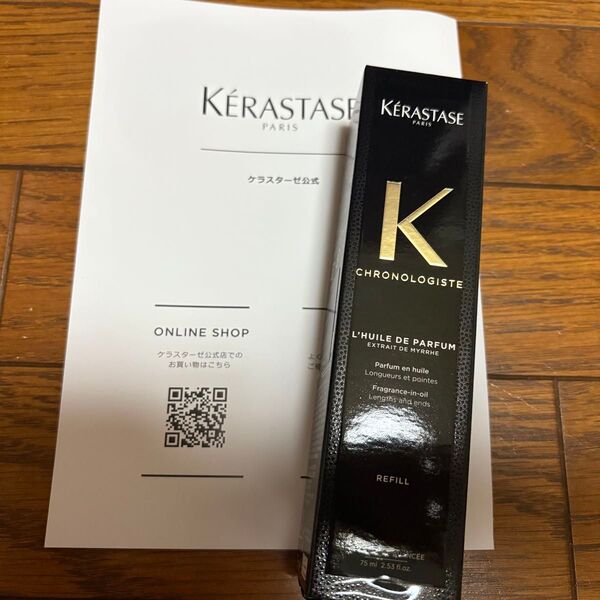 KÉRASTASE
PARIS
ケラスターゼ公式
ONLINE SHOP
ケラスターゼ公式店での
お買い物はこちら
よく
KÉRASTASE
PARIS
K
CHRONOLOGISTE
L'HUILE DE PARFUM
EXTRAIT DE MYRRHE
Parfum en huile
Longueurs et pointes
Fragrance-in-oil
Lengths and ends
REFILL
75 ml 2.53 fl.oz.